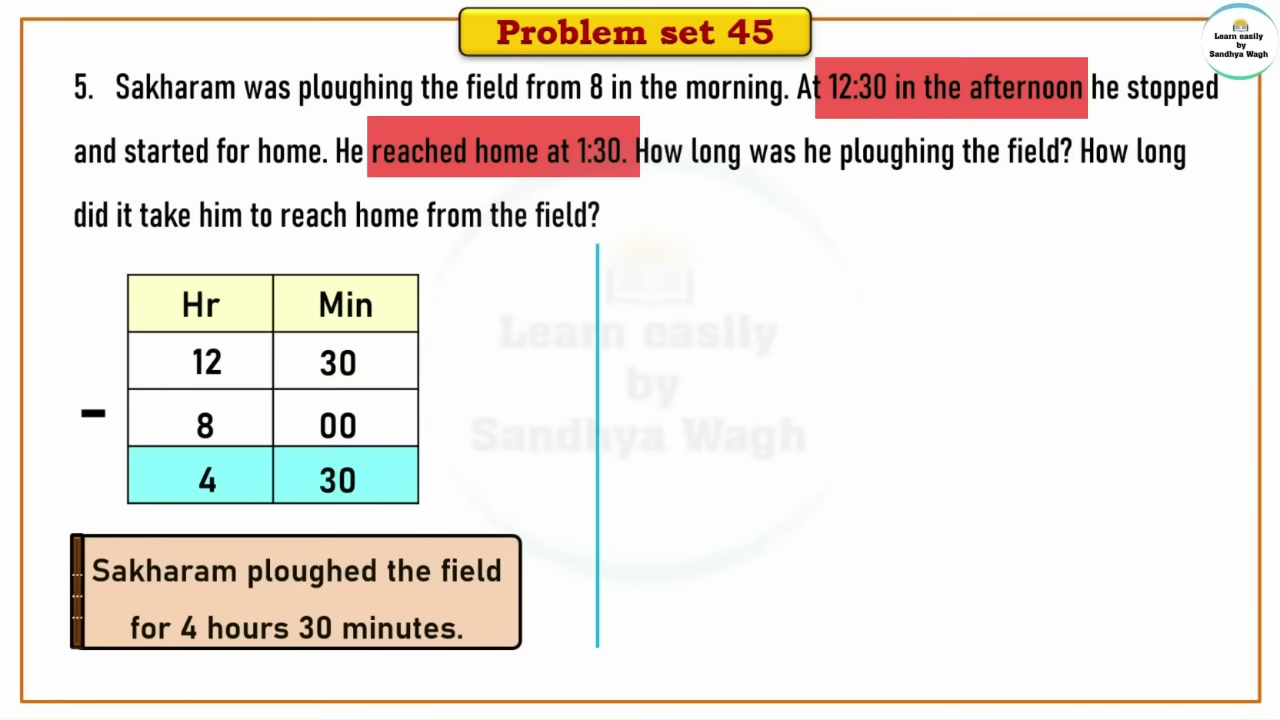 Problem set 45
Learn easily
by
Sandhya Wagh
5. Sakharam was ploughing the field from 8 in the morning. At 12:30 in the afternoon he stopped
and started for home. He reached home at 1:30. How long was he ploughing the field? How long
did it take him to reach home from the field?
Hr Min
12 30
- 8 00
4 30
Learn easily
by
Sandhya Wagh
Sakharam ploughed the field
for 4 hours 30 minutes.